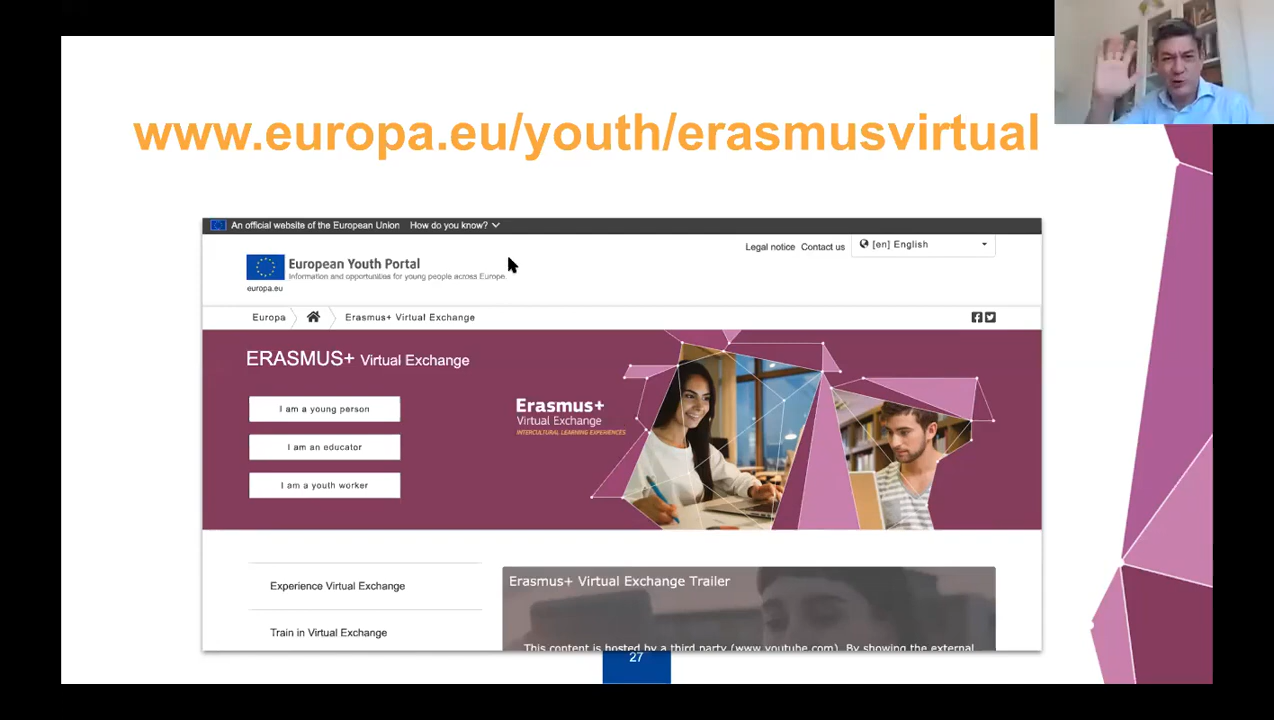 www.europa.eu/youth/erasmusvirtual
An official website of the European Union How do you know?
Legal notice Contact us [en] English
European Youth Portal
Information and opportunities for young people across Europe
europa.eu
Europa Erasmus+ Virtual Exchange
ERASMUS+ Virtual Exchange
I am a young person
I am an educator
I am a youth worker
Erasmus+
Virtual Exchange
INTERCULTURAL LEARNING EXPERIENCES
Experience Virtual Exchange
Train in Virtual Exchange
Erasmus+ Virtual Exchange Trailer
This content is hosted by a third party (www.youtube.com). By showing the external
27